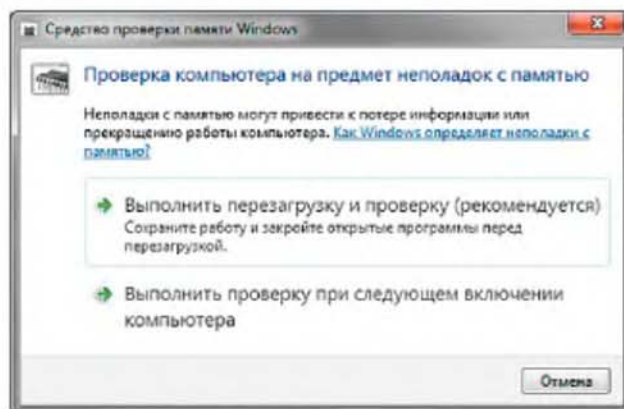 Средство проверки памяти Windows
Проверка компьютера на предмет неполадок с памятью
Неполадки с памятью могут привести к потере информации или
прекращению работы компьютера. Как Windows определяет неполадки с
памятью?
Выполнить перезагрузку и проверку (рекомендуется)
Сохраните работу и закройте открытые программы перед
перезагрузкой.
Выполнить проверку при следующем включении
компьютера
Отмена